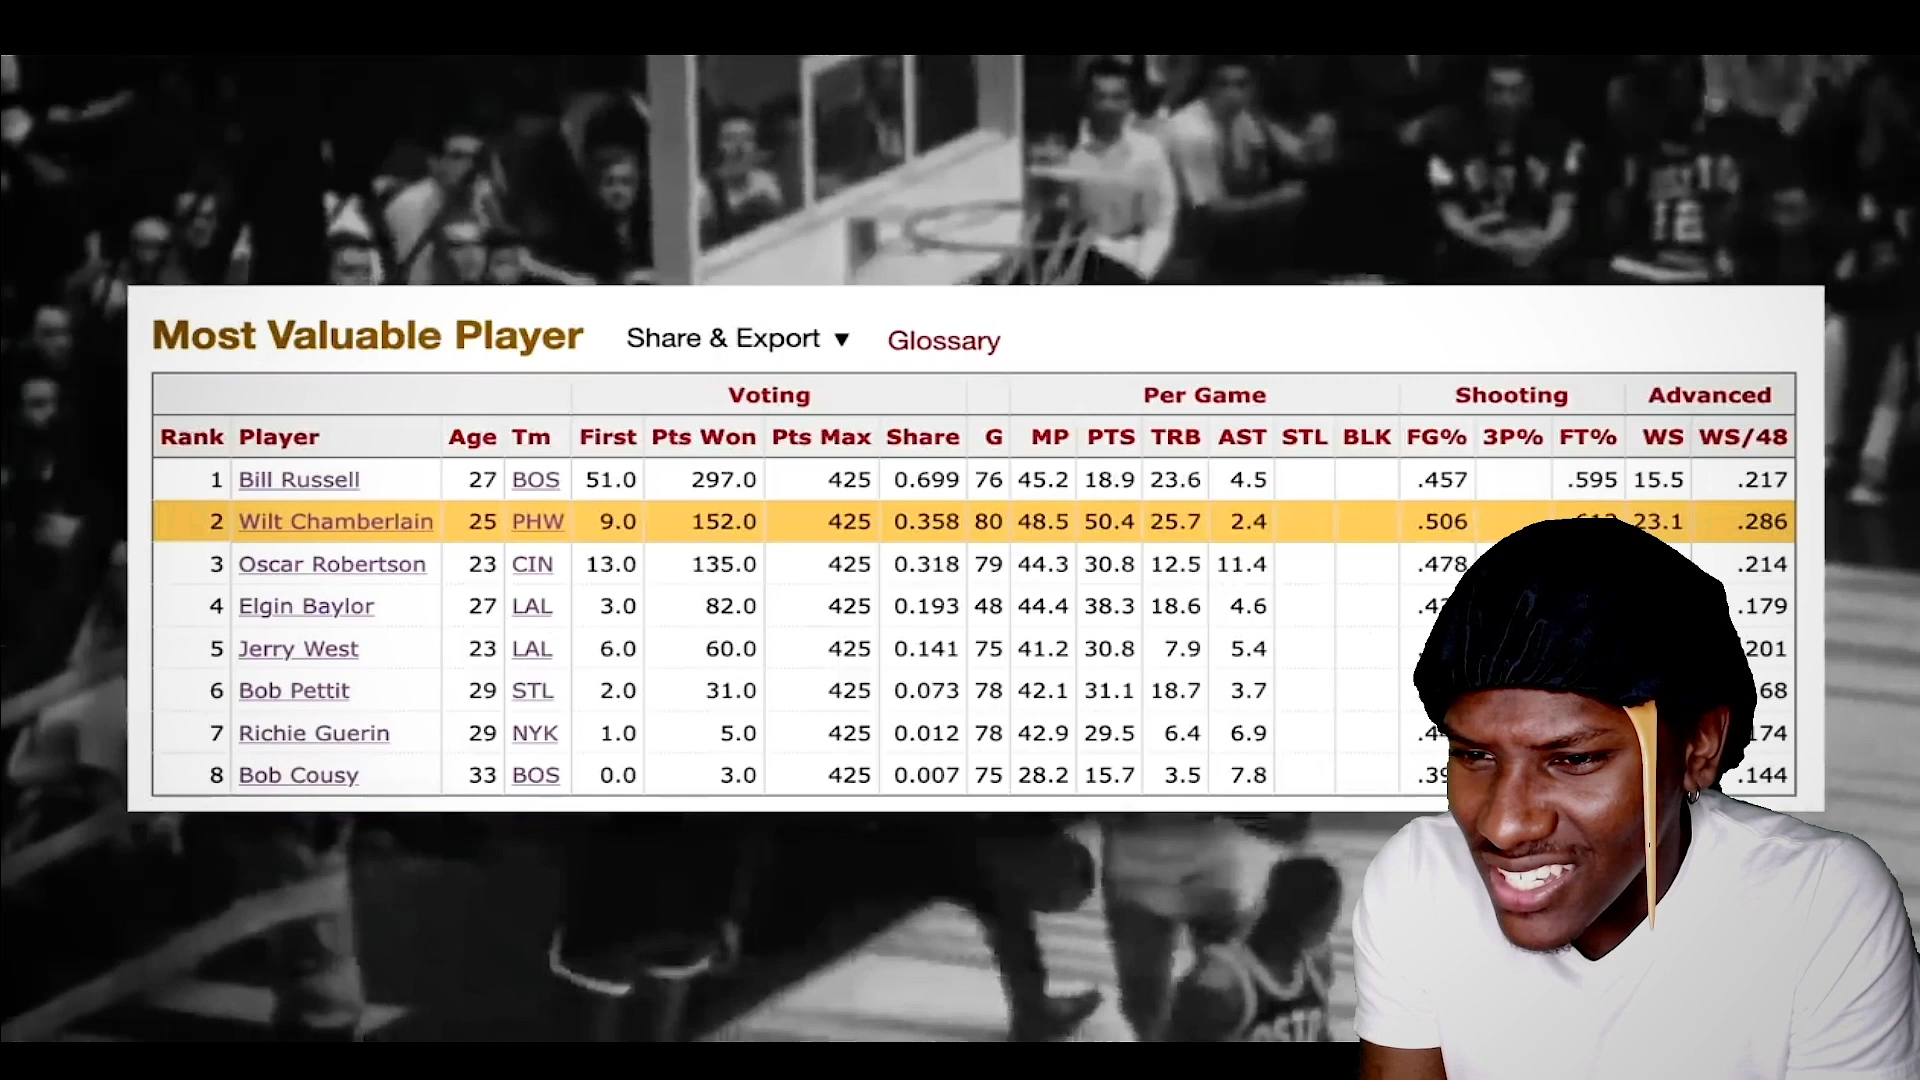 Most Valuable Player Share & Export ▼ Glossary
Voting Per Game Shooting Advanced
Rank Player Age Tm First Pts Won Pts Max Share G MP PTS TRB AST STL BLK FG% 3P% FT% WS WS/48
1 Bill Russell 27 BOS 51.0 297.0 425 0.699 76 45.2 18.9 23.6 4.5 .457 .595 15.5 .217
2 Wilt Chamberlain 25 PHW 9.0 152.0 425 0.358 80 48.5 50.4 25.7 2.4 .506 23.1 .286
3 Oscar Robertson 23 CIN 13.0 135.0 425 0.318 79 44.3 30.8 12.5 11.4 .478 .214
4 Elgin Baylor 27 LAL 3.0 82.0 425 0.193 48 44.4 38.3 18.6 4.6 .179
5 Jerry West 23 LAL 6.0 60.0 425 0.141 75 41.2 30.8 7.9 5.4 201
6 Bob Pettit 29 STL 2.0 31.0 425 0.073 78 42.1 31.1 18.7 3.7 68
7 Richie Guerin 29 NYK 1.0 5.0 425 0.012 78 42.9 29.5 6.4 6.9 174
8 Bob Cousy 33 BOS 0.0 3.0 425 0.007 75 28.2 15.7 3.5 7.8 .144